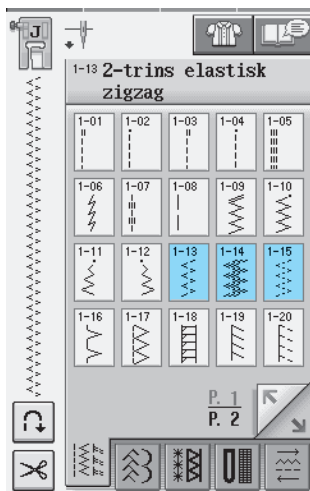 J
1-13 2-trins elastisk
zigzag
1-01 1-02 1-03 1-04 1-05
1-06 1-07 1-08 1-09 1-10
1-11 1-12 1-13 1-14 1-15
1-16 1-17 1-18 1-19 1-20
P. 1
P. 2